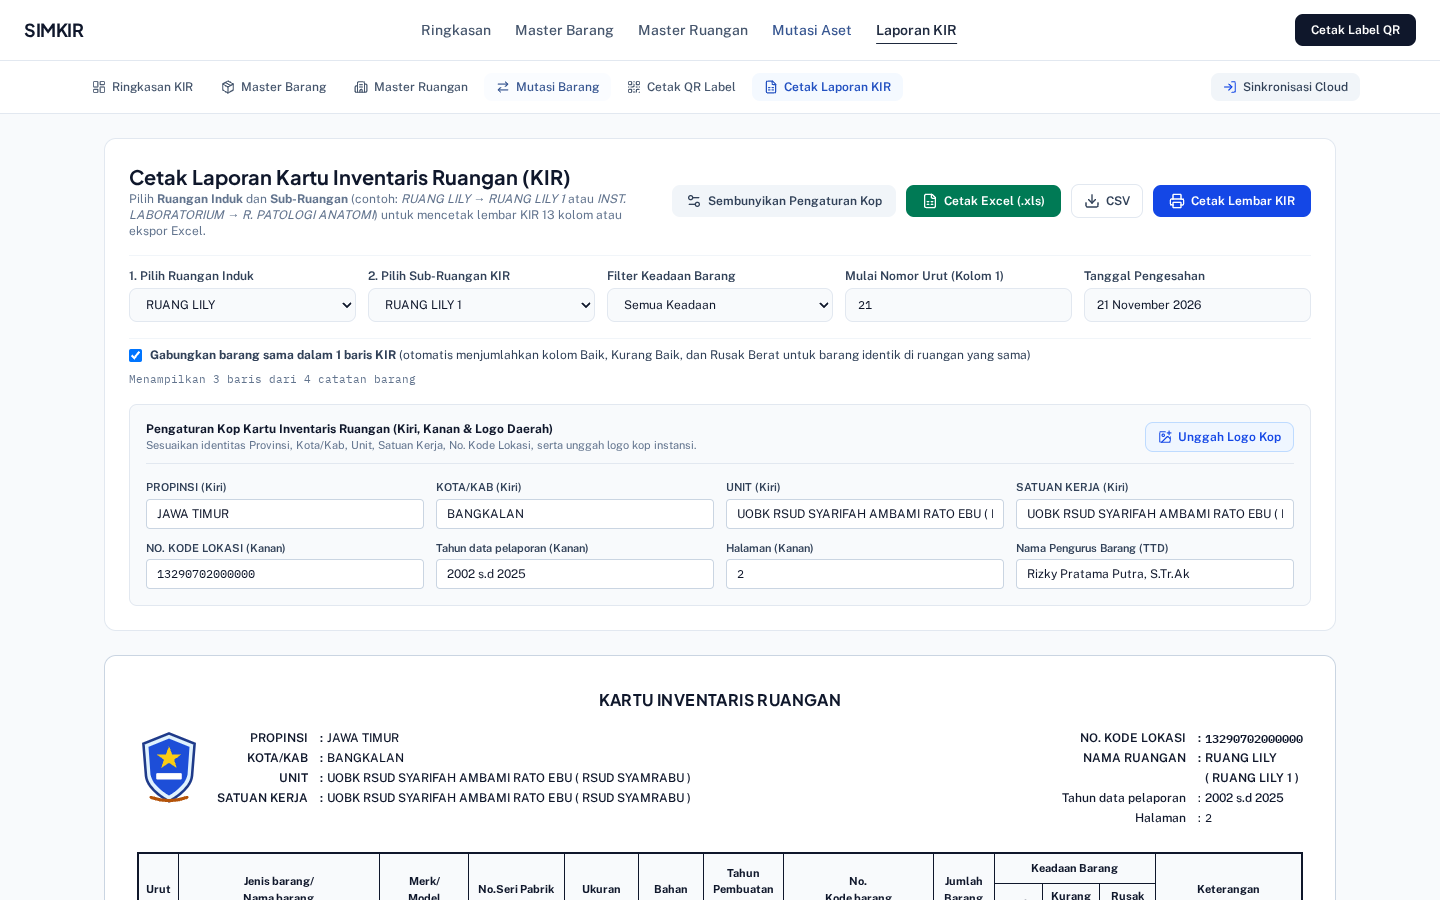 SIMKIR
Ringkasan
Master Barang
Master Ruangan
Mutasi Aset
Laporan KIR
Cetak Label QR
Ringkasan KIR
Master Barang
Master Ruangan
Mutasi Barang
Cetak QR Label
Cetak Laporan KIR
Sinkronisasi Cloud
Cetak Laporan Kartu Inventaris Ruangan (KIR)
Pilih Ruangan Induk dan Sub-Ruangan (contoh: RUANG LILY → RUANG LILY 1 atau INST.
LABORATORIUM → R. PATOLOGI ANATOMI) untuk mencetak lembar KIR 13 kolom atau
ekspor Excel.
Sembunyikan Pengaturan Kop
Cetak Excel (.xls)
CSV
Cetak Lembar KIR
1. Pilih Ruangan Induk
2. Pilih Sub-Ruangan KIR
Filter Keadaan Barang
Mulai Nomor Urut (Kolom 1)
Tanggal Pengesahan
RUANG LILY
RUANG LILY 1
Semua Keadaan
21
21 November 2026
Gabungkan barang sama dalam 1 baris KIR (otomatis menjumlahkan kolom Baik, Kurang Baik, dan Rusak Berat untuk barang identik di ruangan yang sama)
Menampilkan 3 baris dari 4 catatan barang
Pengaturan Kop Kartu Inventaris Ruangan (Kiri, Kanan & Logo Daerah)
Sesuaikan identitas Provinsi, Kota/Kab, Unit, Satuan Kerja, No. Kode Lokasi, serta unggah logo kop instansi.
Unggah Logo Kop
PROPINSI (Kiri)
KOTA/KAB (Kiri)
UNIT (Kiri)
SATUAN KERJA (Kiri)
JAWA TIMUR
BANGKALAN
UOBK RSUD SYARIFAH AMBAMI RATO EBU (
UOBK RSUD SYARIFAH AMBAMI RATO EBU (
NO. KODE LOKASI (Kanan)
Tahun data pelaporan (Kanan)
Halaman (Kanan)
Nama Pengurus Barang (TTD)
13290702000000
2002 s.d 2025
2
Rizky Pratama Putra, S.Tr.Ak
KARTU INVENTARIS RUANGAN
PROPINSI : JAWA TIMUR
KOTA/KAB : BANGKALAN
UNIT : UOBK RSUD SYARIFAH AMBAMI RATO EBU ( RSUD SYAMRABU )
SATUAN KERJA : UOBK RSUD SYARIFAH AMBAMI RATO EBU ( RSUD SYAMRABU )
NO. KODE LOKASI : 13290702000000
NAMA RUANGAN : RUANG LILY
( RUANG LILY 1 )
Tahun data pelaporan : 2002 s.d 2025
Halaman : 2
Urut
Jenis barang/
Nama barang
Merk/
Model
No.Seri Pabrik
Ukuran
Bahan
Tahun
Pembuatan
No.
Kode barang
Jumlah
Barang
Keadaan Barang
Kurang
Rusak
Keterangan